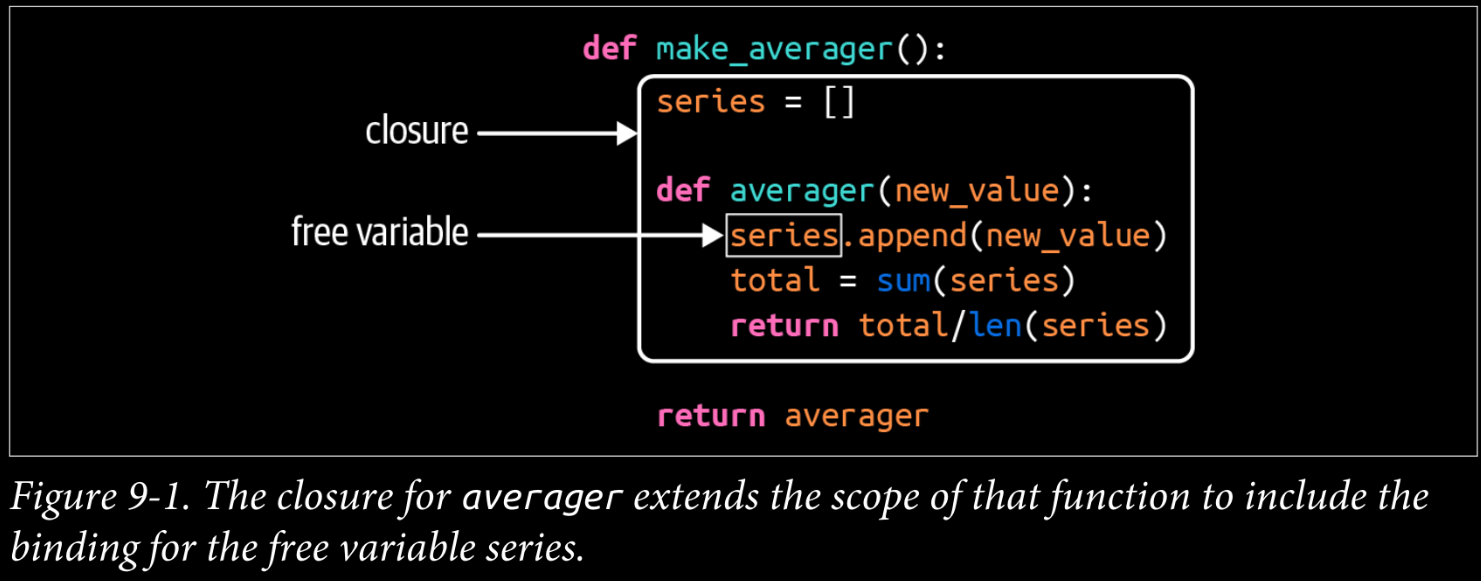 def make_averager():
series = []
closure
def averager(new_value):
free variable
series.append(new_value)
total = sum(series)
return total/len(series)
return averager
Figure 9-1. The closure for averager extends the scope of that function to include the
binding for the free variable series.